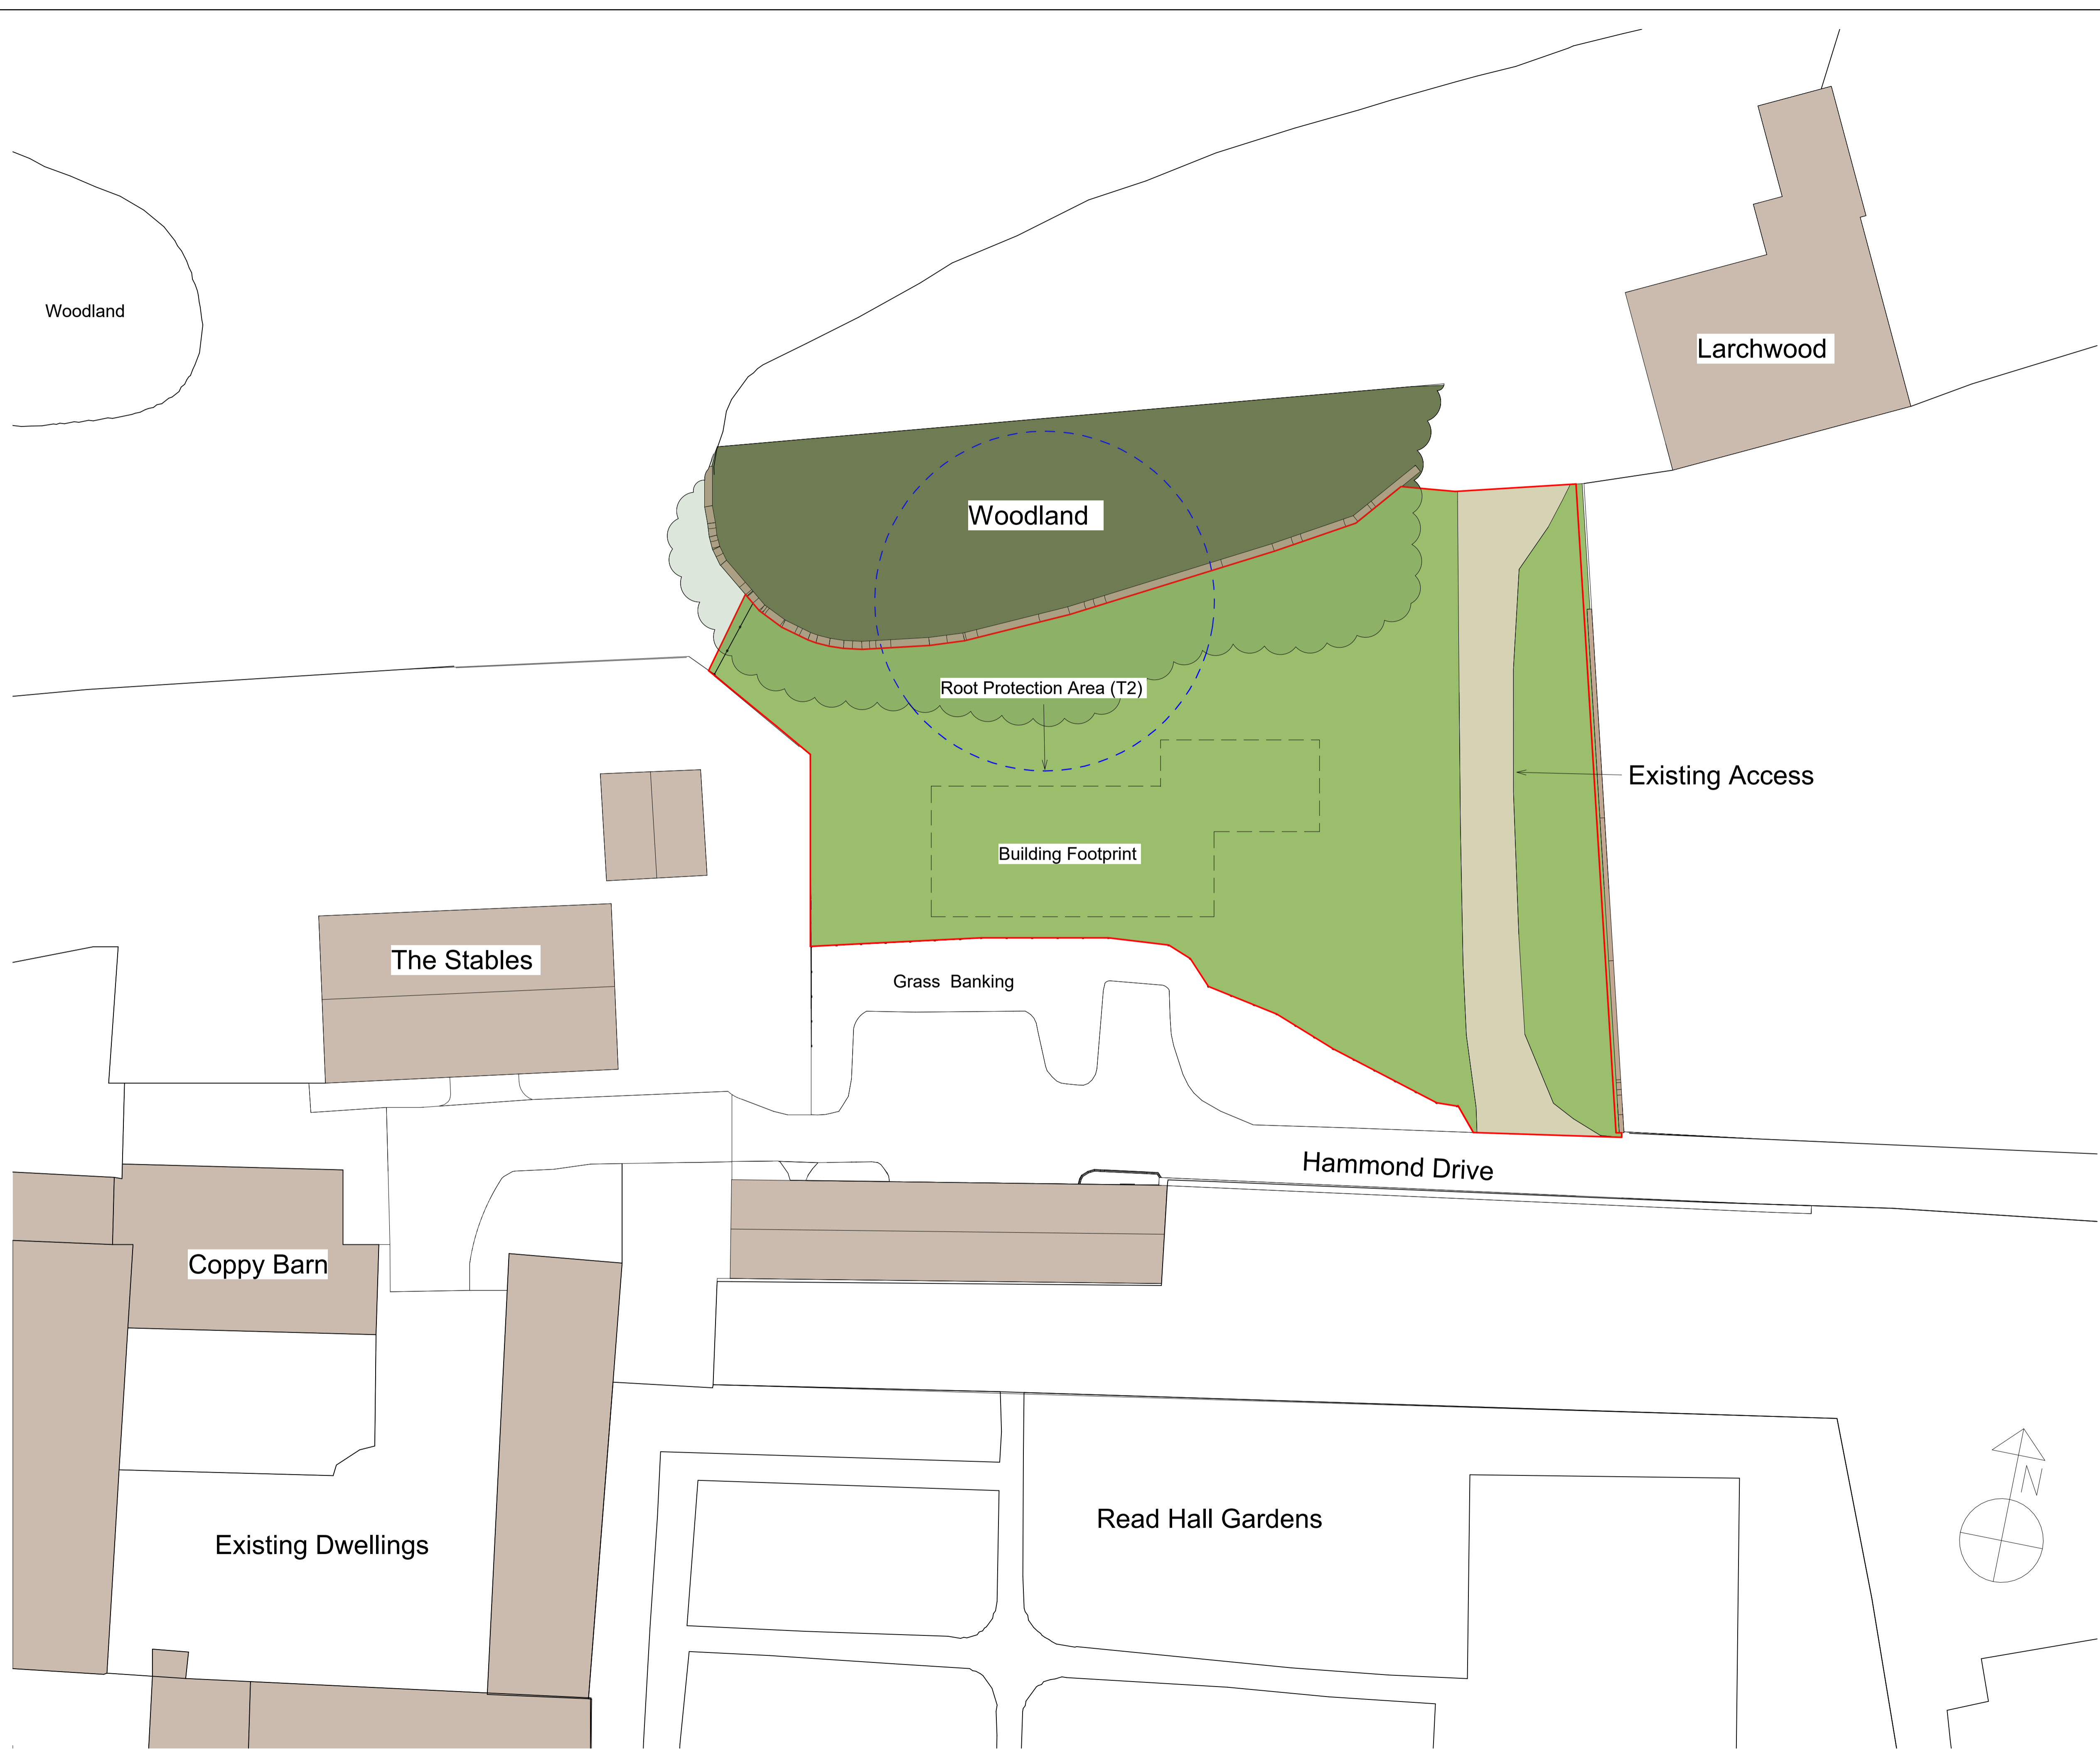 Woodland
Larchwood
Woodland
Root Protection Area (T2)
Existing Access
Building Footprint
The Stables
Grass Banking
Hammond Drive
Coppy Barn
N
Read Hall Gardens
Existing Dwellings